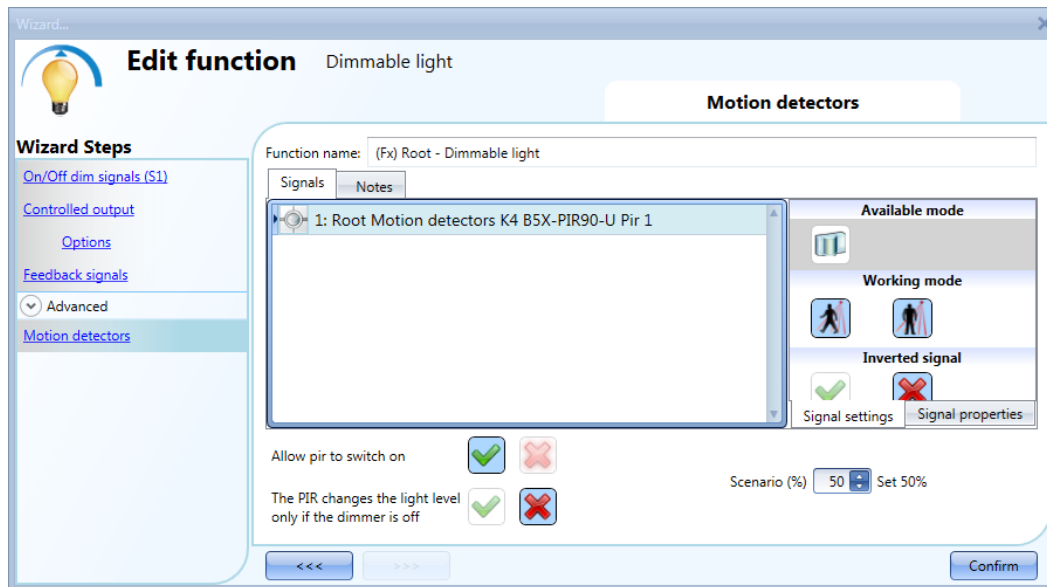 Wizard...
Edit function Dimmable light
Motion detectors
Wizard Steps
On/Off dim signals (S1)
Controlled output
Options
Feedback signals
Advanced
Motion detectors
Function name: (Fx) Root - Dimmable light
Signals Notes
1: Root Motion detectors K4 B5X-PIR90-U Pir 1
Available mode
Working mode
Inverted signal
Signal settings Signal properties
Allow pir to switch on
The PIR changes the light level
only if the dimmer is off
Scenario (%) 50 Set 50%
<<< >>> Confirm